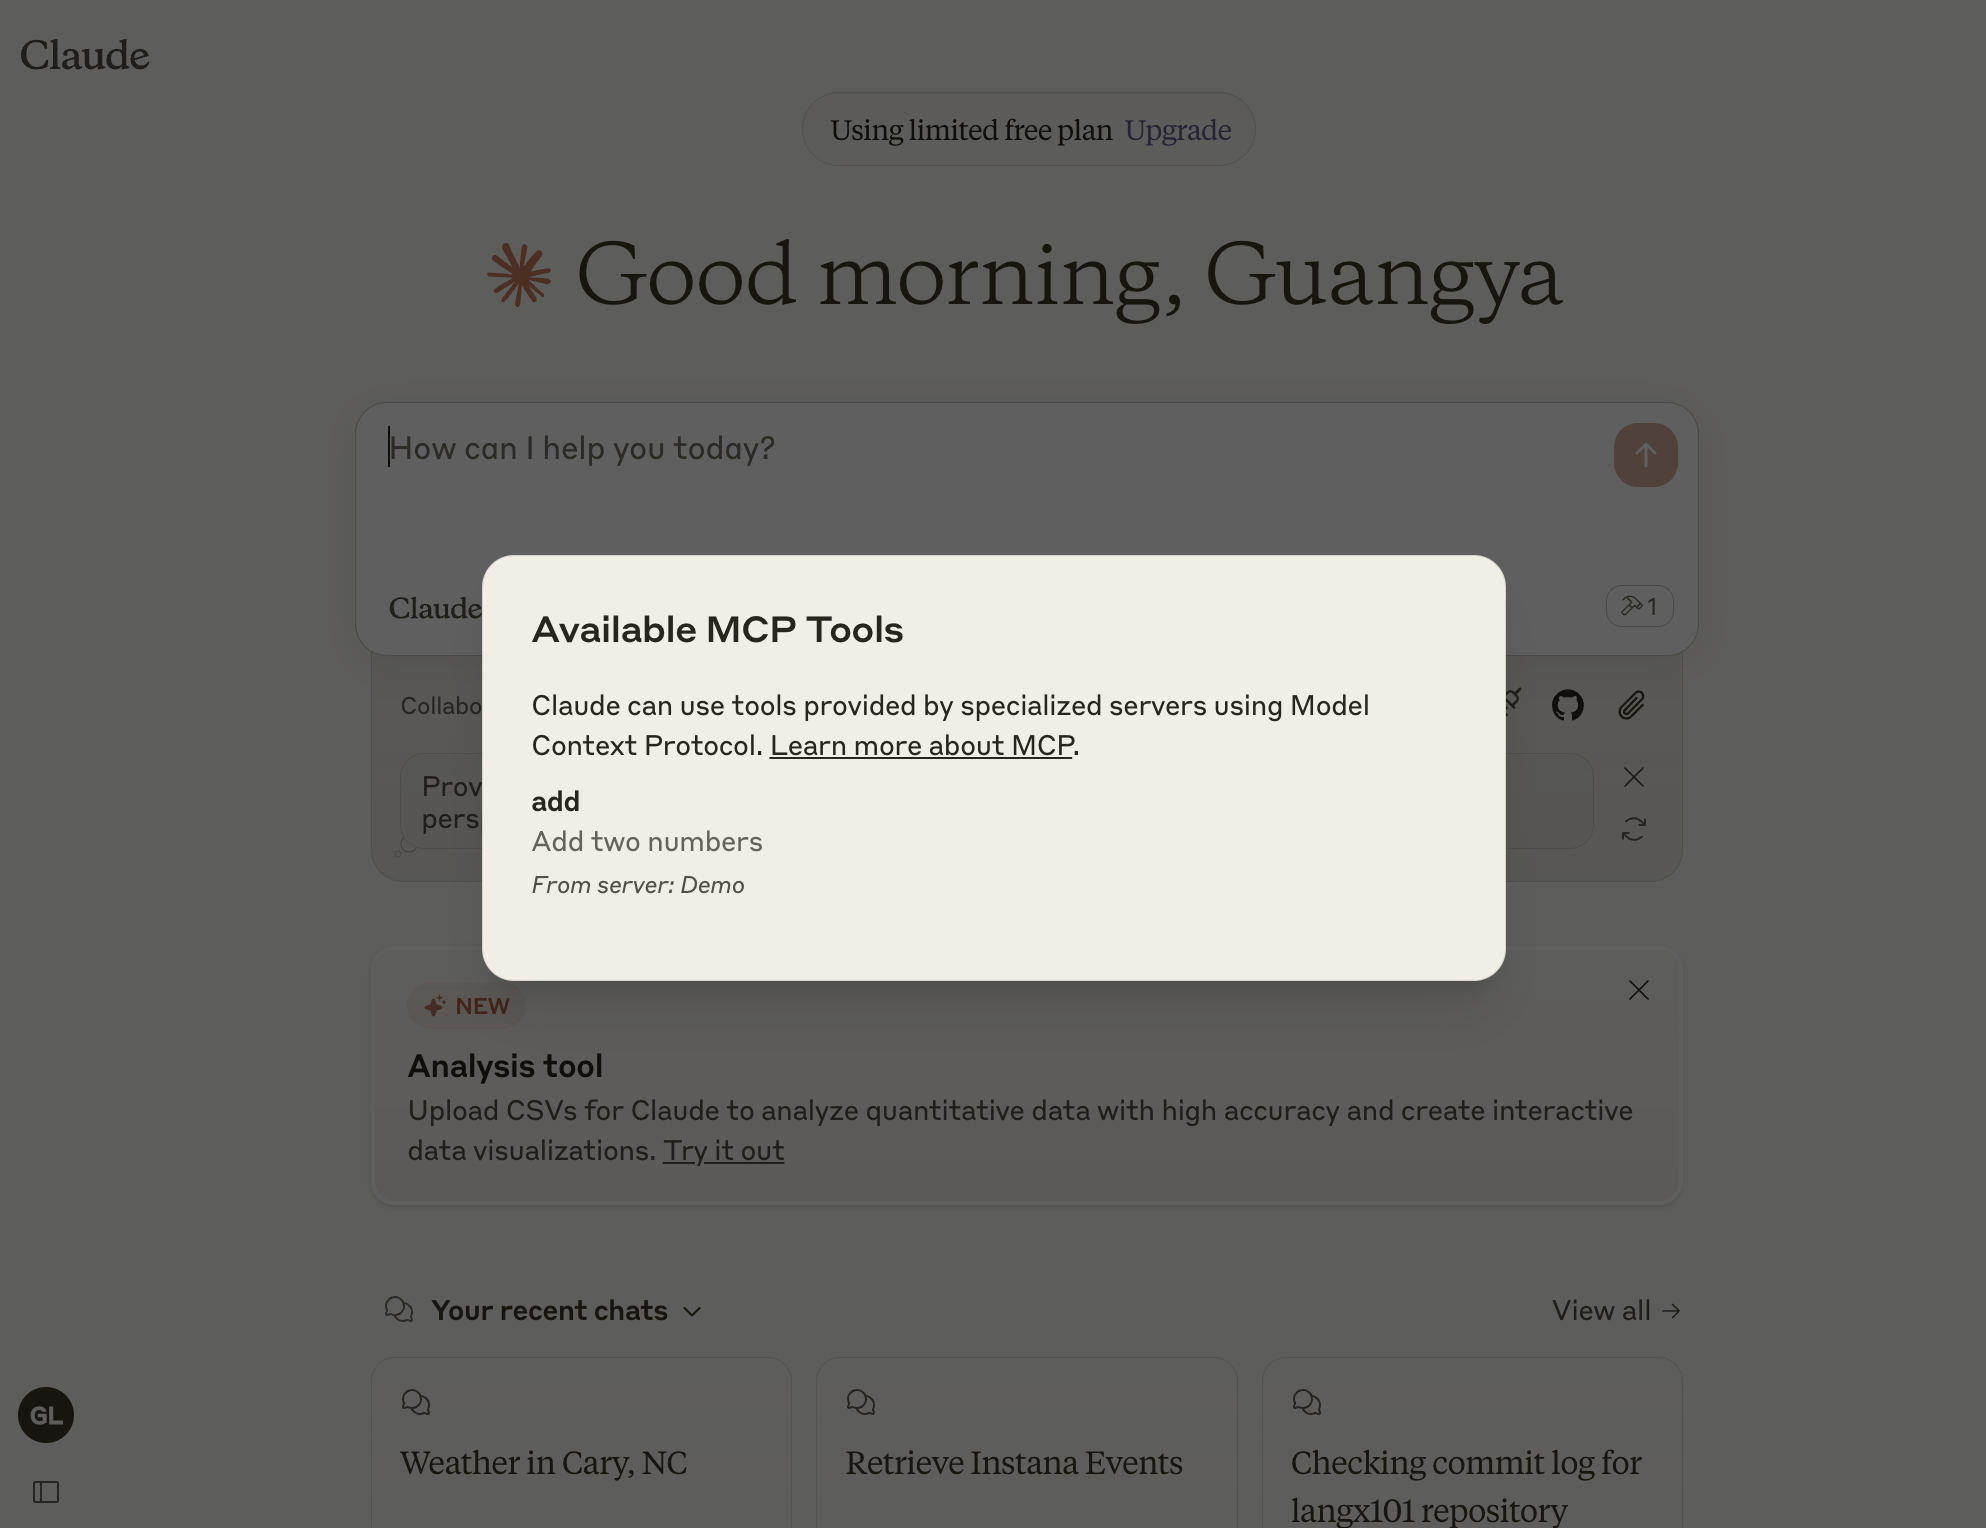 Claude
Using limited free plan Upgrade
Good morning, Guangya
How can I help you today?
Claude
1
Available MCP Tools
Claude can use tools provided by specialized servers using Model
Context Protocol. Learn more about MCP.
add
Add two numbers
From server: Demo
Collabo
Prov
pers
NEW
Analysis tool
Upload CSVs for Claude to analyze quantitative data with high accuracy and create interactive
data visualizations. Try it out
Your recent chats
View all →
GL
Weather in Cary, NC
Retrieve Instana Events
Checking commit log for
langx101 repository